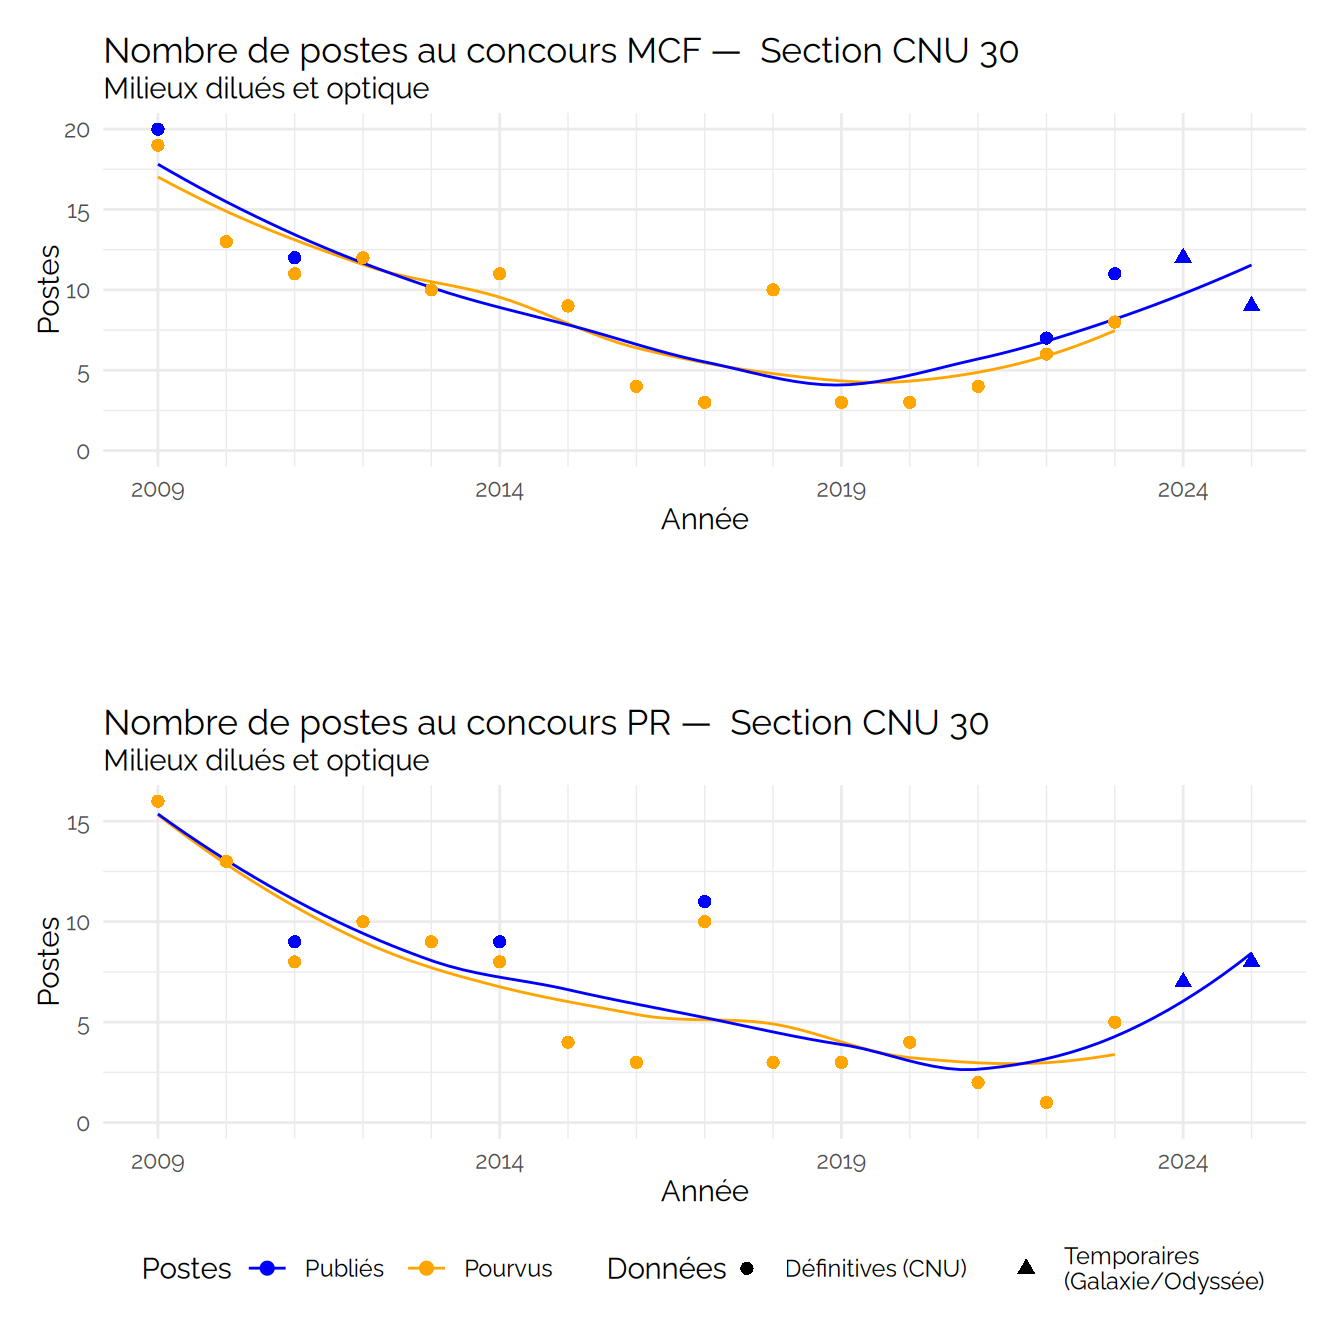 Nombre de postes au concours MCF —  Section CNU 30
Milieux dilués et optique
20
15
10
5
0
Postes
2009
2014
2019
2024
Année
Nombre de postes au concours PR —  Section CNU 30
Milieux dilués et optique
15
10
5
0
Postes
2009
2014
2019
2024
Année
Postes
Publiés
Pourvus
Données
Définitives (CNU)
Temporaires
(Galaxie/Odyssée)